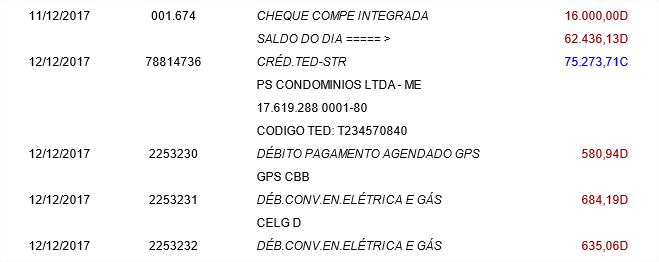 11/12/2017 001.674 CHEQUE COMPE INTEGRADA 16.000,00D
SALDO DO DIA ===== > 62.436,13D
12/12/2017 78814736 CRÉD.TED-STR 75.273,71C
PS CONDOMINIOS LTDA - ME
17.619.288 0001-80
CODIGO TED: T234570840
12/12/2017 2253230 DÉBITO PAGAMENTO AGENDADO GPS 580,94D
GPS CBB
12/12/2017 2253231 DÉB.CONV.EN.ELÉTRICA E GÁS 684,19D
CELG D
12/12/2017 2253232 DÉB.CONV.EN.ELÉTRICA E GÁS 635,06D